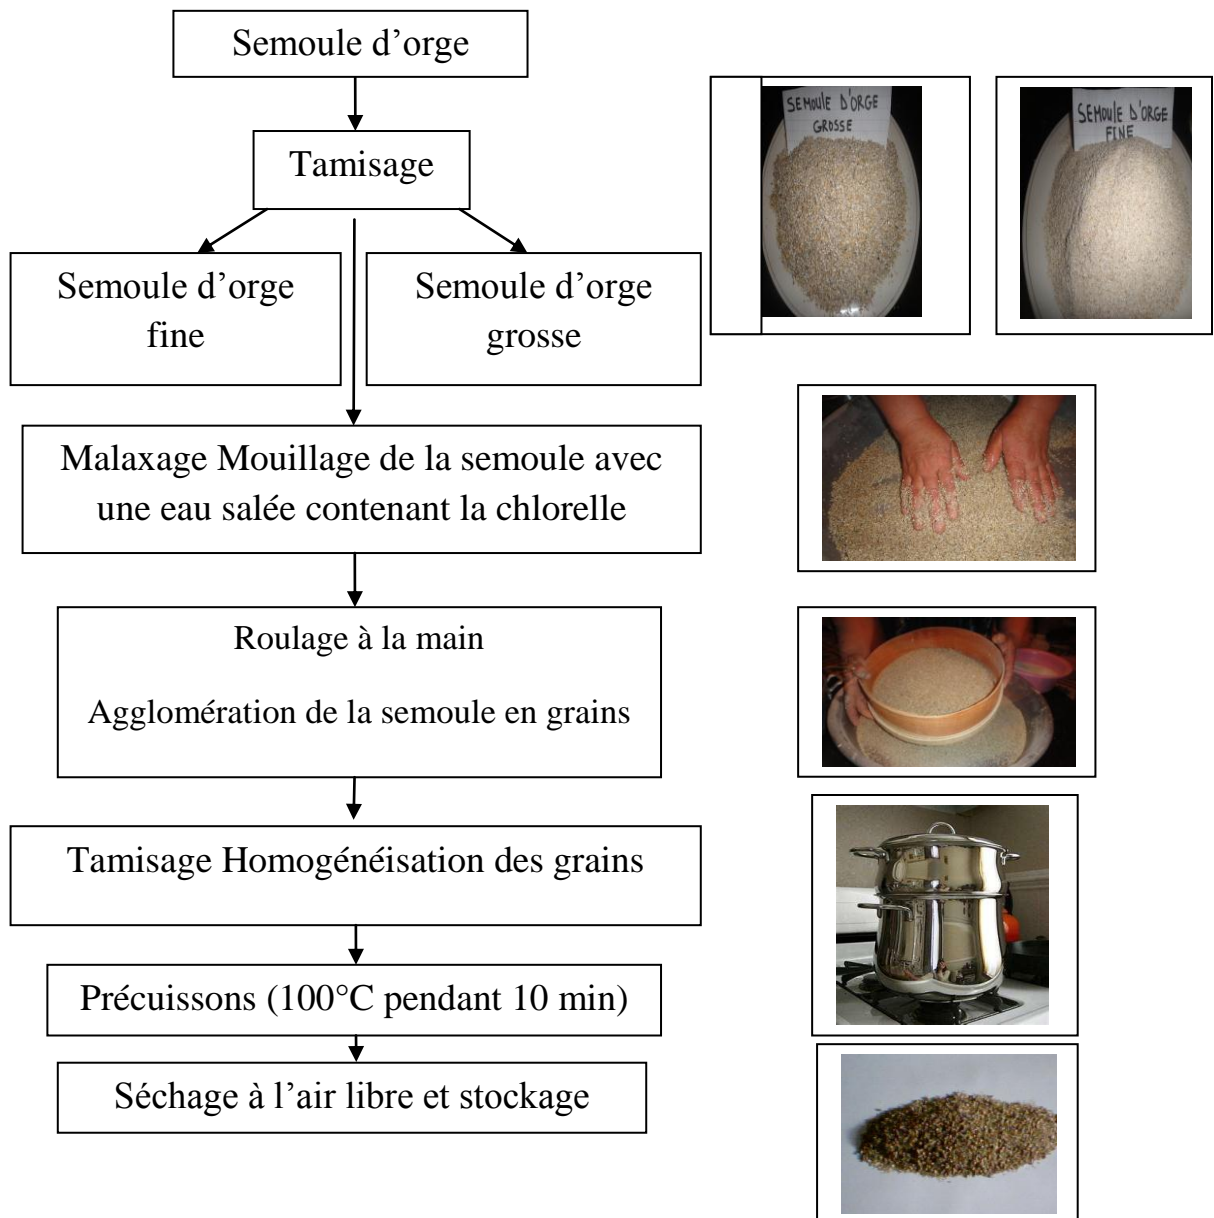 Semoule d’orge
Tamisage
Semoule d’orge
fine
Semoule d’orge
grosse
SEMOULE D'ORGE
GROSSE
SEMOULE D'ORGE
FINE
Malaxage Mouillage de la semoule avec
une eau salée contenant la chlorelle
Roulage à la main
Agglomération de la semoule en grains
Tamisage Homogénéisation des grains
Précuissons (100°C pendant 10 min)
Séchage à l’air libre et stockage